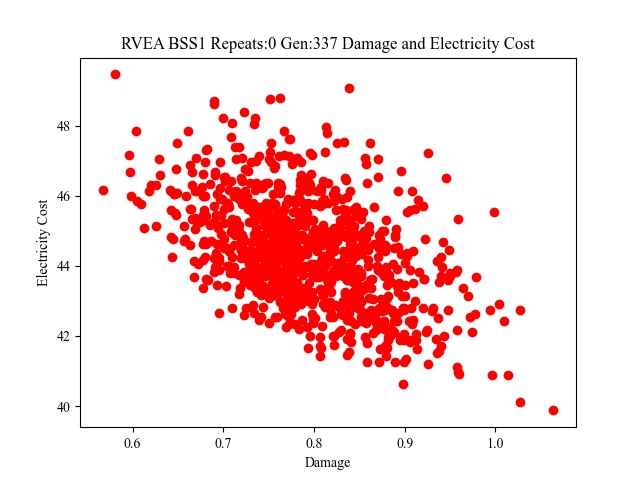 RVEA BSS1 Repeats:0 Gen:337 Damage and Electricity Cost
48
46
44
42
40
Electricity Cost
0.6 0.7 0.8 0.9 1.0
Damage